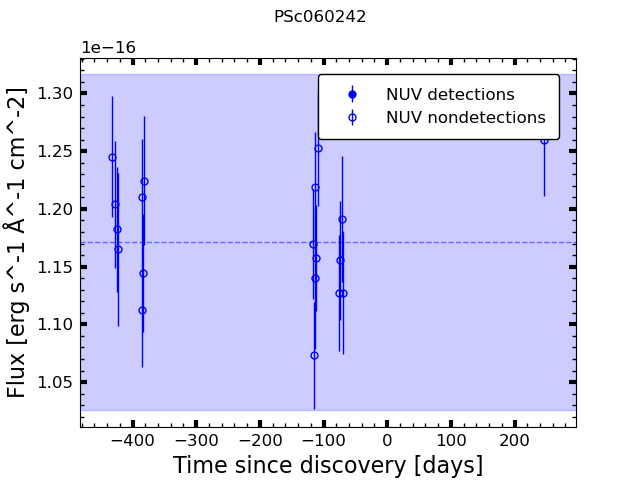 PSc060242
1e−16
NUV detections
NUV nondetections
1.30
1.25
1.20
1.15
1.10
1.05
Flux [erg s^-1 Å^-1 cm^-2]
−400 −300 −200 −100 0 100 200
Time since discovery [days]